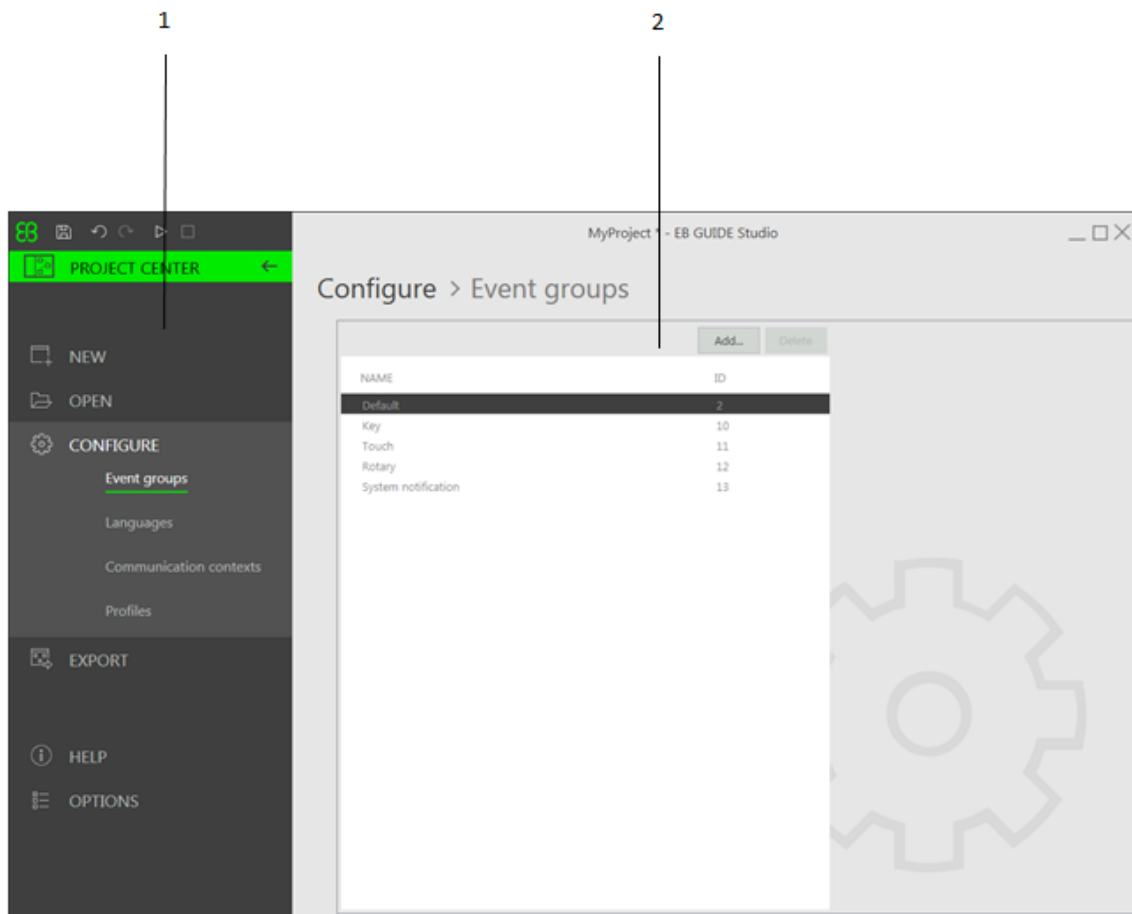 1 2
EB
MyProject * - EB GUIDE Studio
PROJECT CENTER
Configure > Event groups
NEW
OPEN
CONFIGURE
Event groups
Languages
Communication contexts
Profiles
EXPORT
HELP
OPTIONS
Add... Delete
NAME ID
Default 2
Key 10
Touch 11
Rotary 12
System notification 13